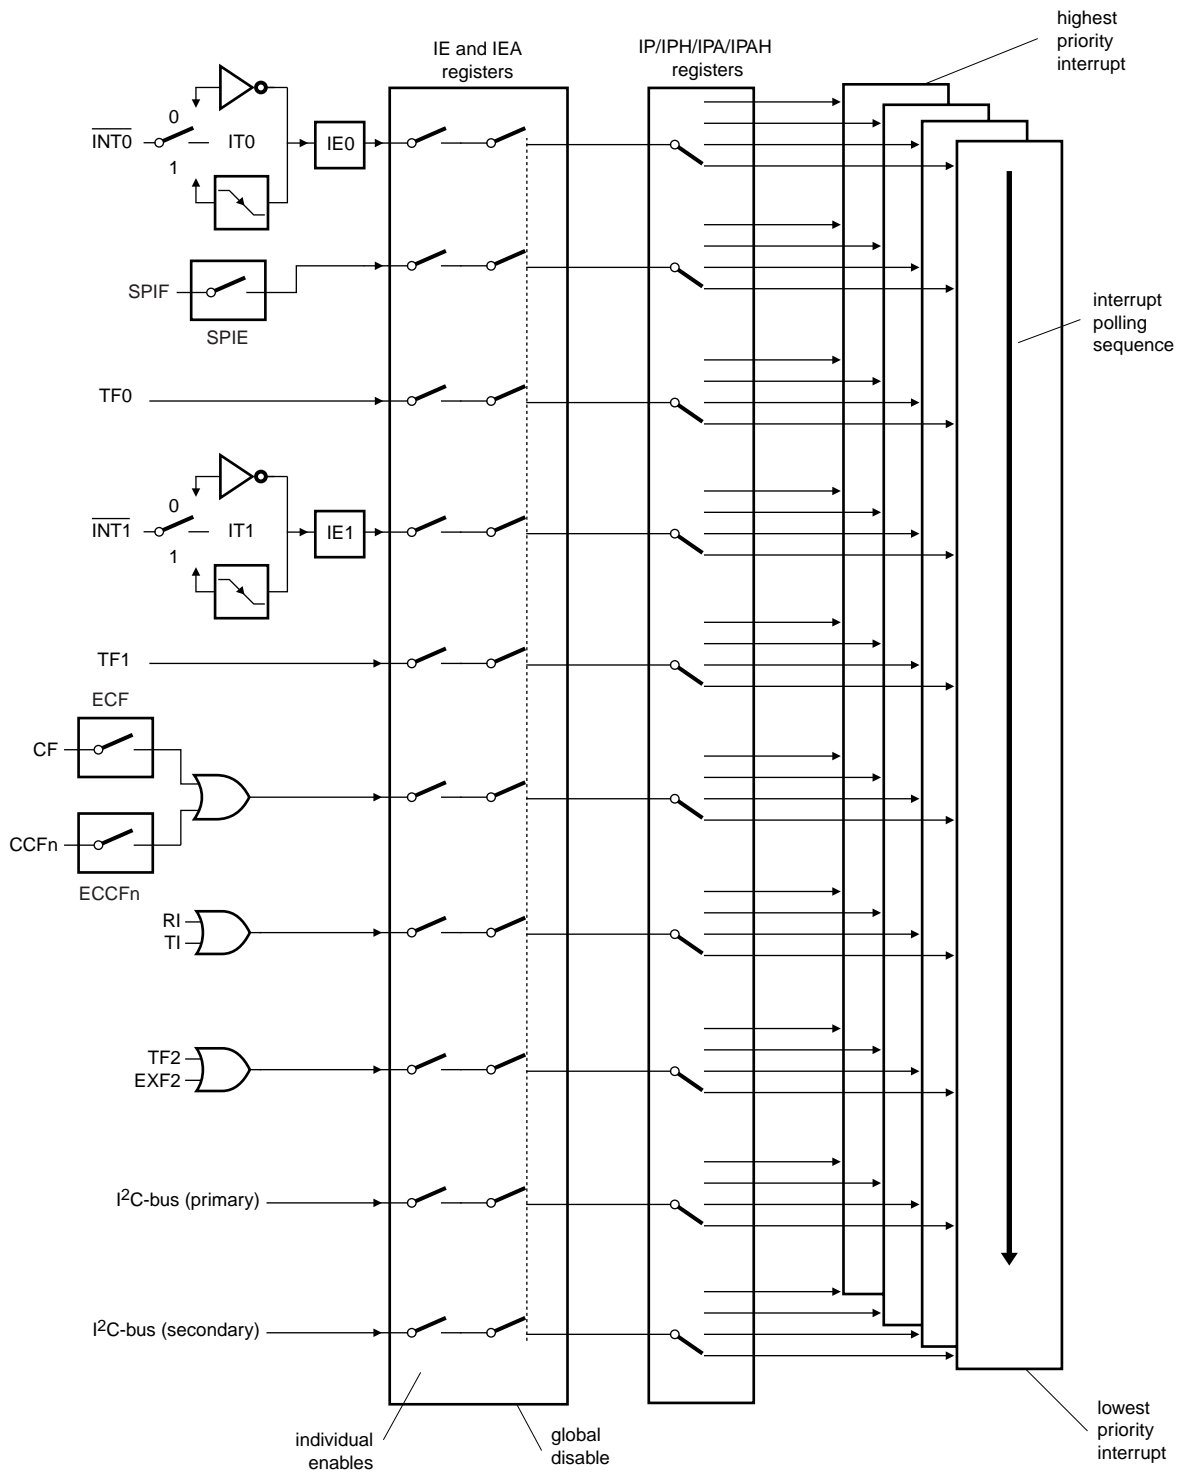 highest
priority
interrupt
IE and IEA
registers
IP/IPH/IPA/IPAH
registers
0
INT0
IT0
IE0
1
SPIF
SPIE
interrupt
polling
sequence
TF0
0
INT1
IT1
IE1
1
TF1
ECF
CF
CCFn
ECCFn
RI
TI
TF2
EXF2
I²C-bus (primary)
I²C-bus (secondary)
individual
enables
global
disable
lowest
priority
interrupt